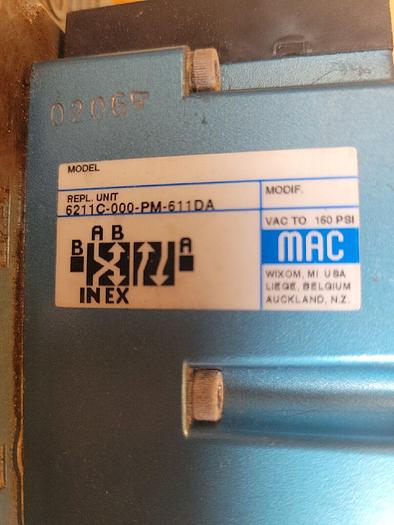 MODEL
REPL. UNIT
6211C-000-PM-611DA
MODIF.
VAC TO 160 PSI
MAC
WIXOM, MI USA
LIEGE, BELGIUM
AUCKLAND, N.Z.
A B
B A
IN EX